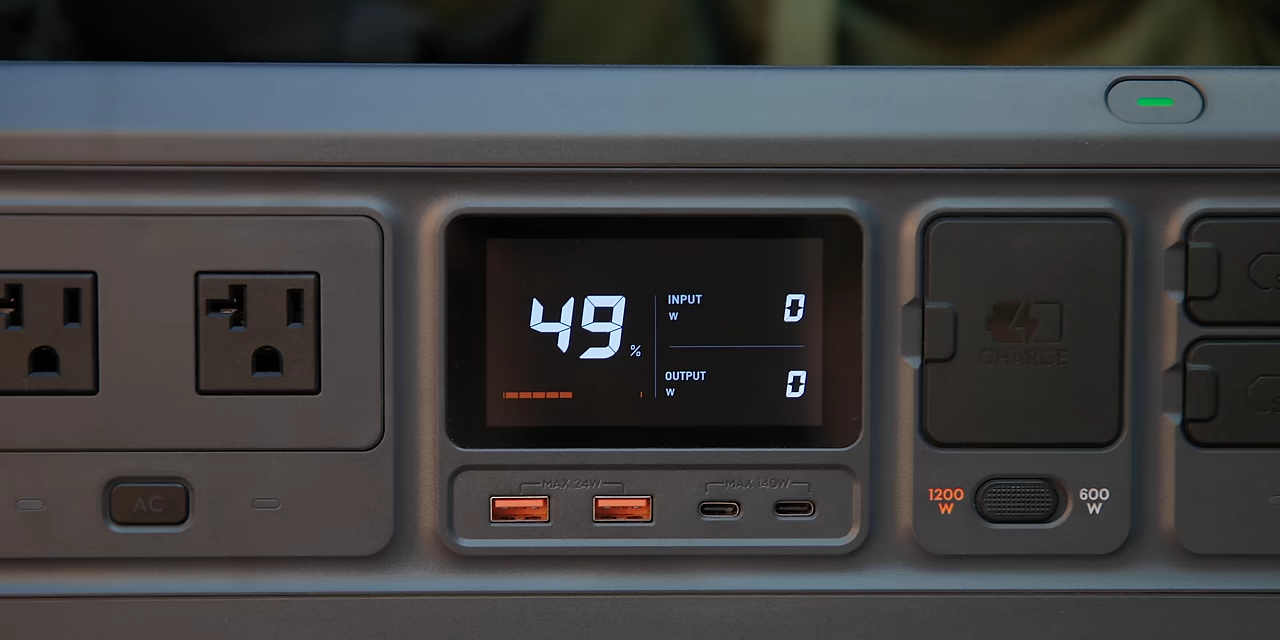 49 %
INPUT
W
0
OUTPUT
W
0
MAX 24W
MAX 140W
AC
CHARGE
1200
W
600
W